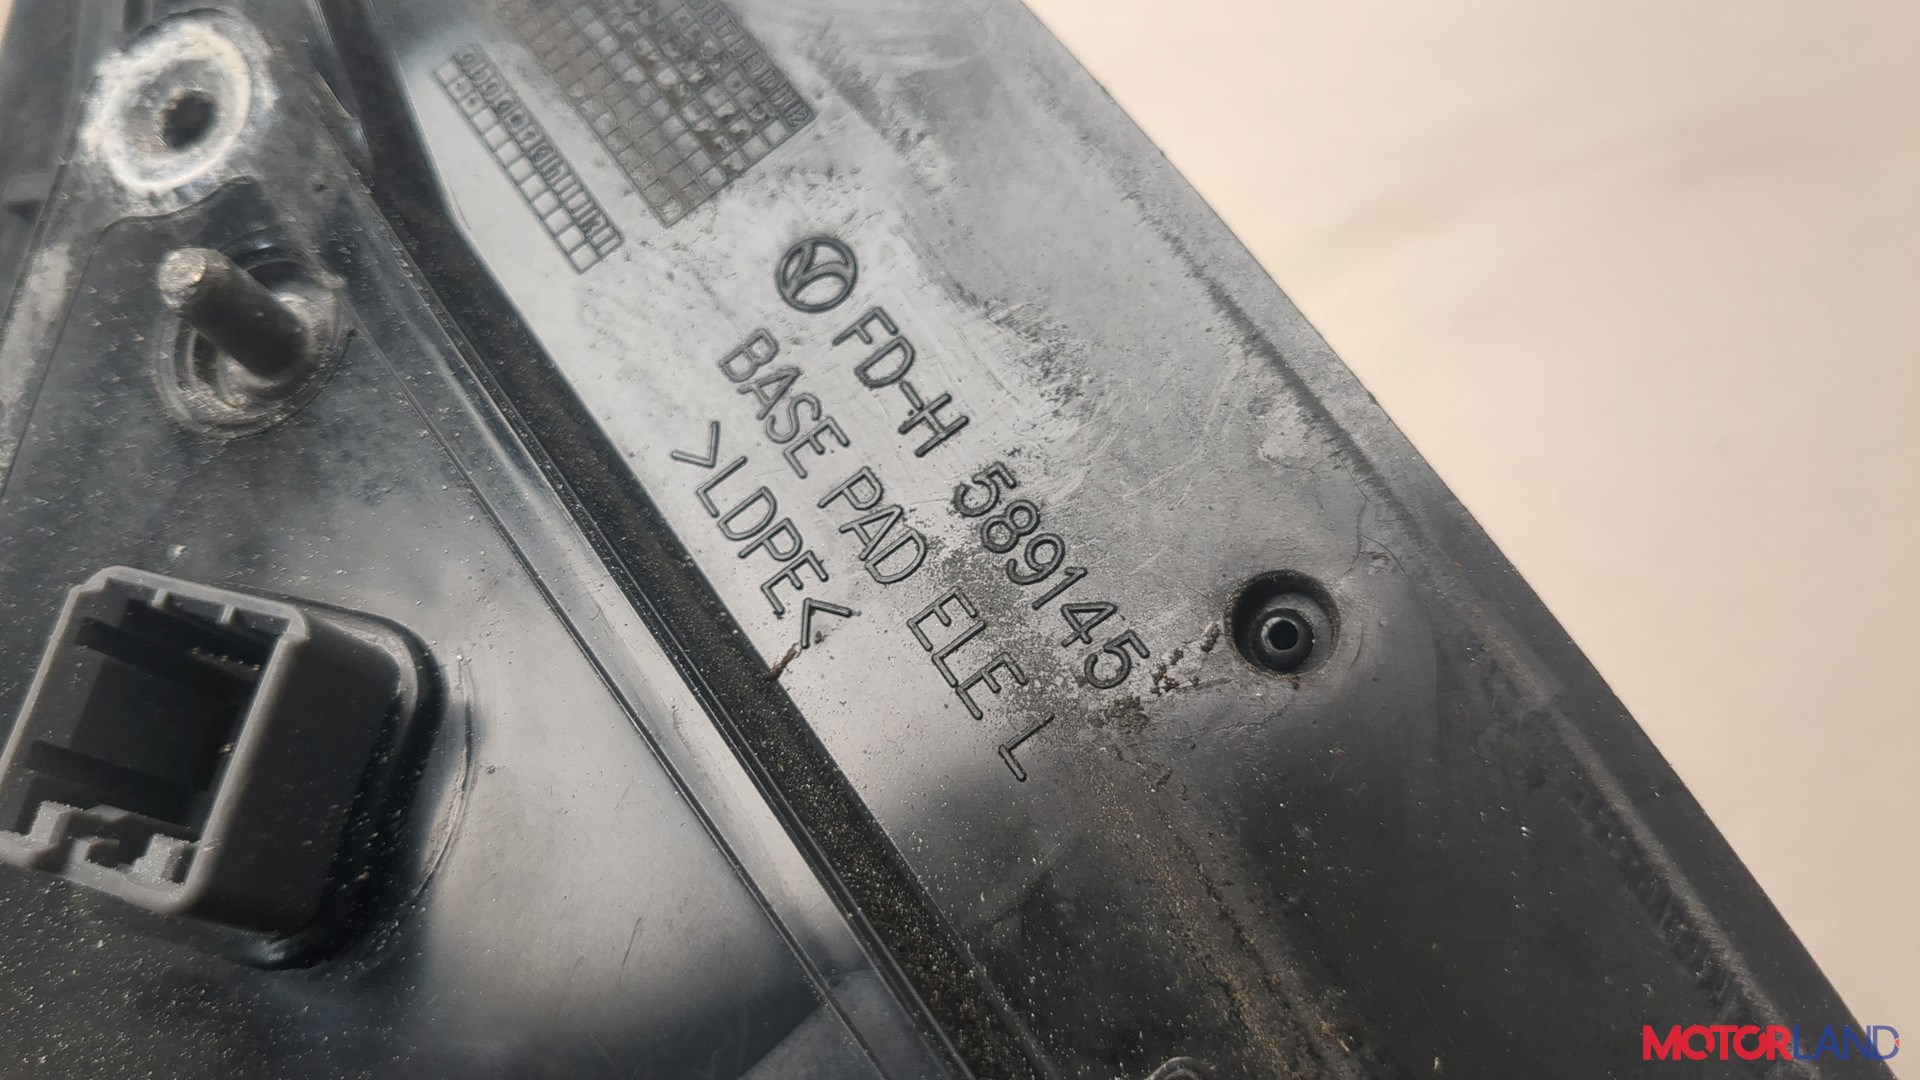 FD-H 589145
BASE PAD ELE L
>LDPE<
MOTORLAND